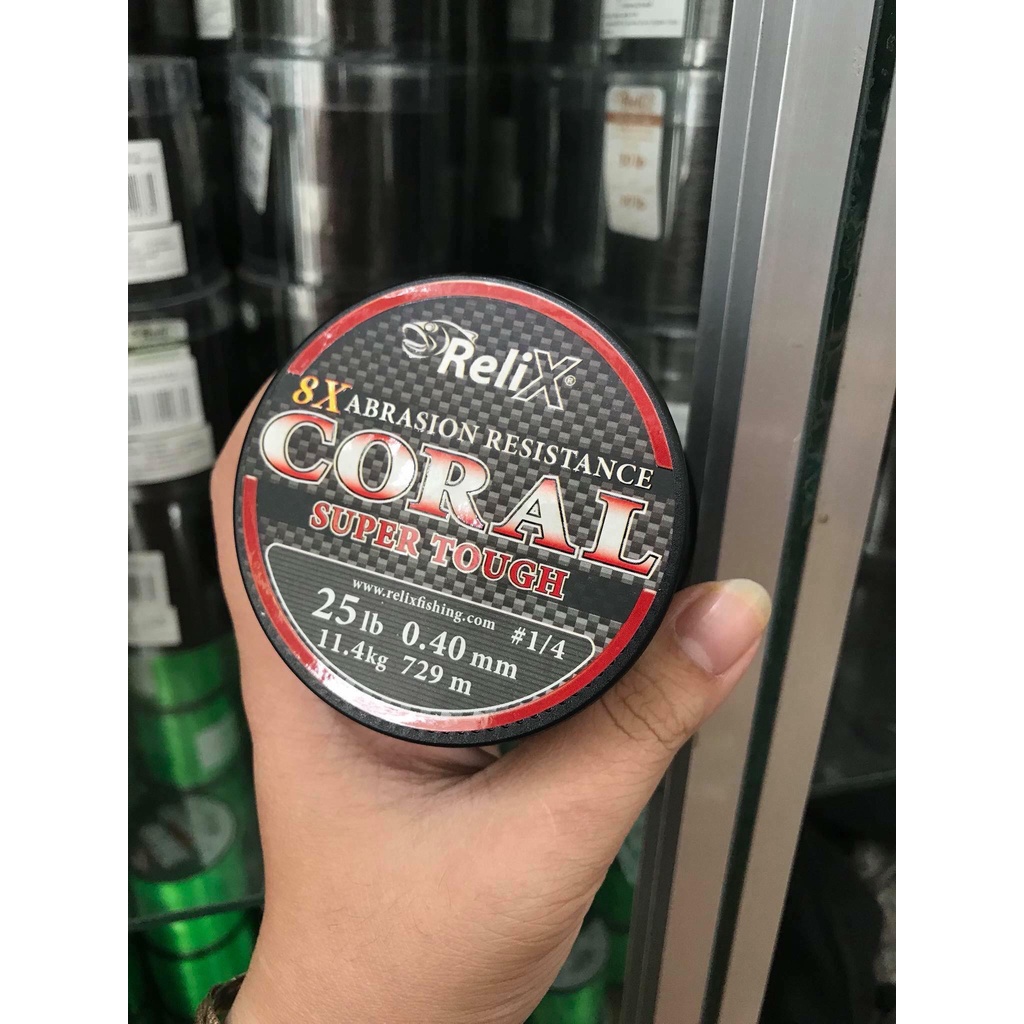 ReliX®
8X ABRASION RESISTANCE
CORAL
SUPER TOUGH
www.relixfishing.com
25lb 0.40 mm #1/4
11.4kg 729 m